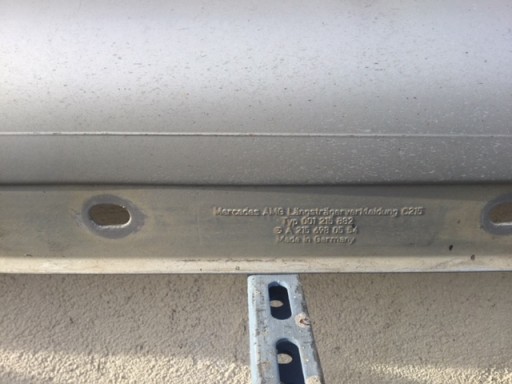 Mercedes AMG Längsträgerverkleidung C215
Typ 001 215 882
A 215 698 05 54
Made in Germany